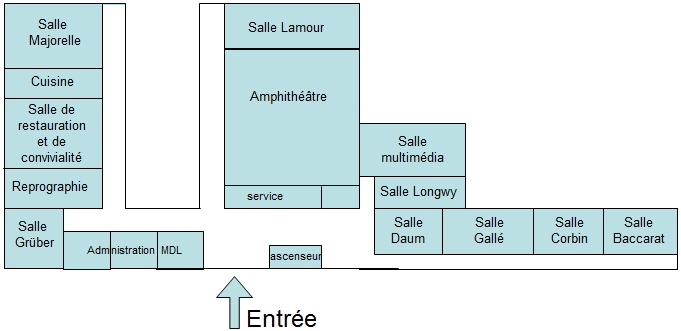 Salle
Majorelle
Cuisine
Salle de
restauration
et de
convivialité
Reprographie
Salle
Grüber
Admnistration
MDL
Salle Lamour
Amphithéâtre
service
ascenseur
Salle
multimédia
Salle Longwy
Salle
Daum
Salle
Gallé
Salle
Corbin
Salle
Baccarat
Entrée